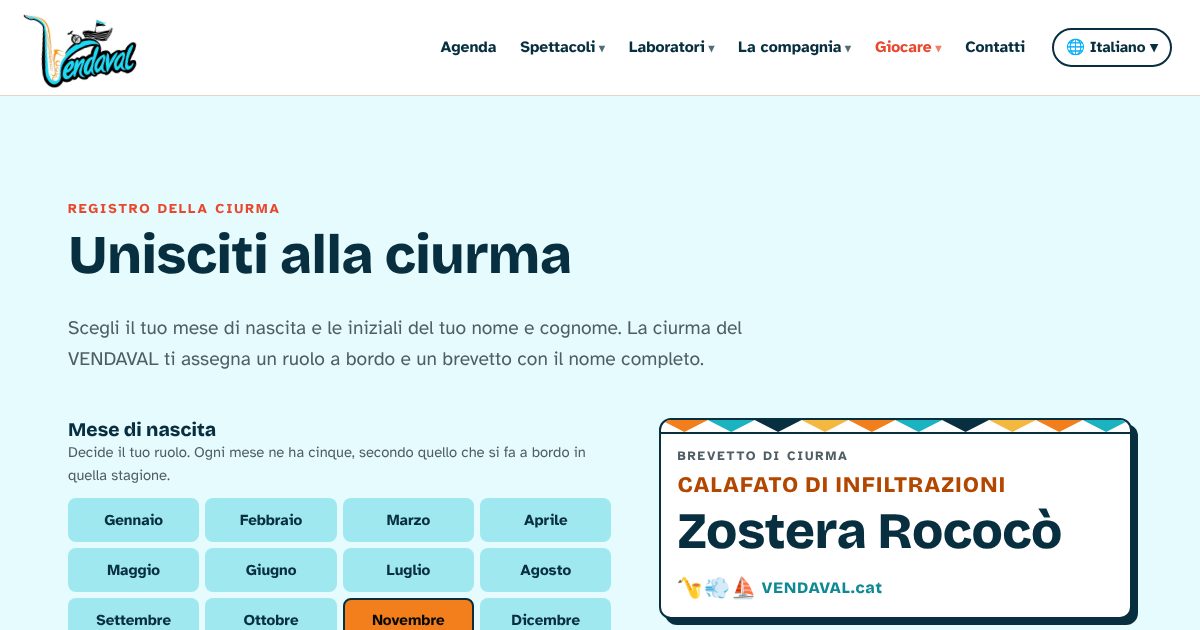 Vendaval
Agenda Spettacoli ▾ Laboratori ▾ La compagnia ▾ Giocare ▾ Contatti 🌐 Italiano ▾
REGISTRO DELLA CIURMA
Unisciti alla ciurma
Scegli il tuo mese di nascita e le iniziali del tuo nome e cognome. La ciurma del
VENDAVAL ti assegna un ruolo a bordo e un brevetto con il nome completo.
Mese di nascita
Decide il tuo ruolo. Ogni mese ne ha cinque, secondo quello che si fa a bordo in
quella stagione.
Gennaio Febbraio Marzo Aprile
Maggio Giugno Luglio Agosto
Settembre Ottobre Novembre Dicembre
BREVETTO DI CIURMA
CALAFATO DI INFILTRAZIONI
Zostera Rococò
🎷💨⛵ VENDAVAL.cat